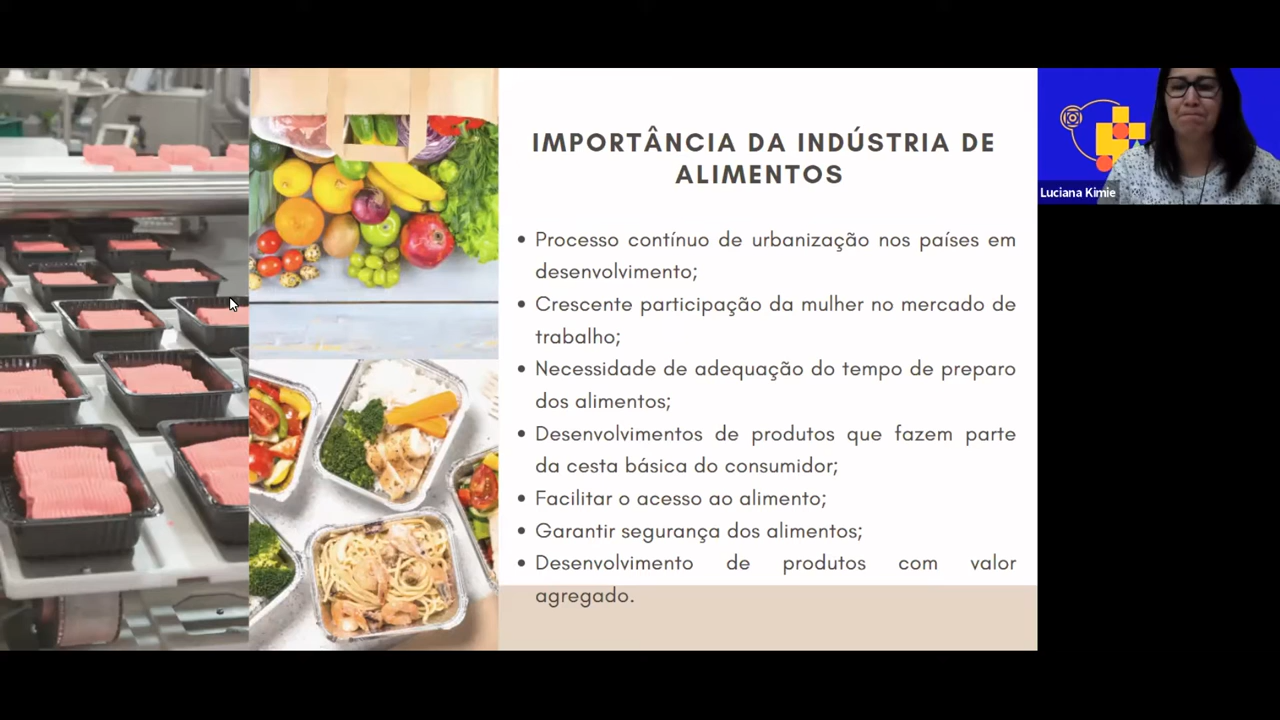 IMPORTÂNCIA DA INDÚSTRIA DE
ALIMENTOS
• Processo contínuo de urbanização nos países em
desenvolvimento;
• Crescente participação da mulher no mercado de
trabalho;
• Necessidade de adequação do tempo de preparo
dos alimentos;
• Desenvolvimentos de produtos que fazem parte
da cesta básica do consumidor;
• Facilitar o acesso ao alimento;
• Garantir segurança dos alimentos;
• Desenvolvimento de produtos com valor
agregado.
Luciana Kimie